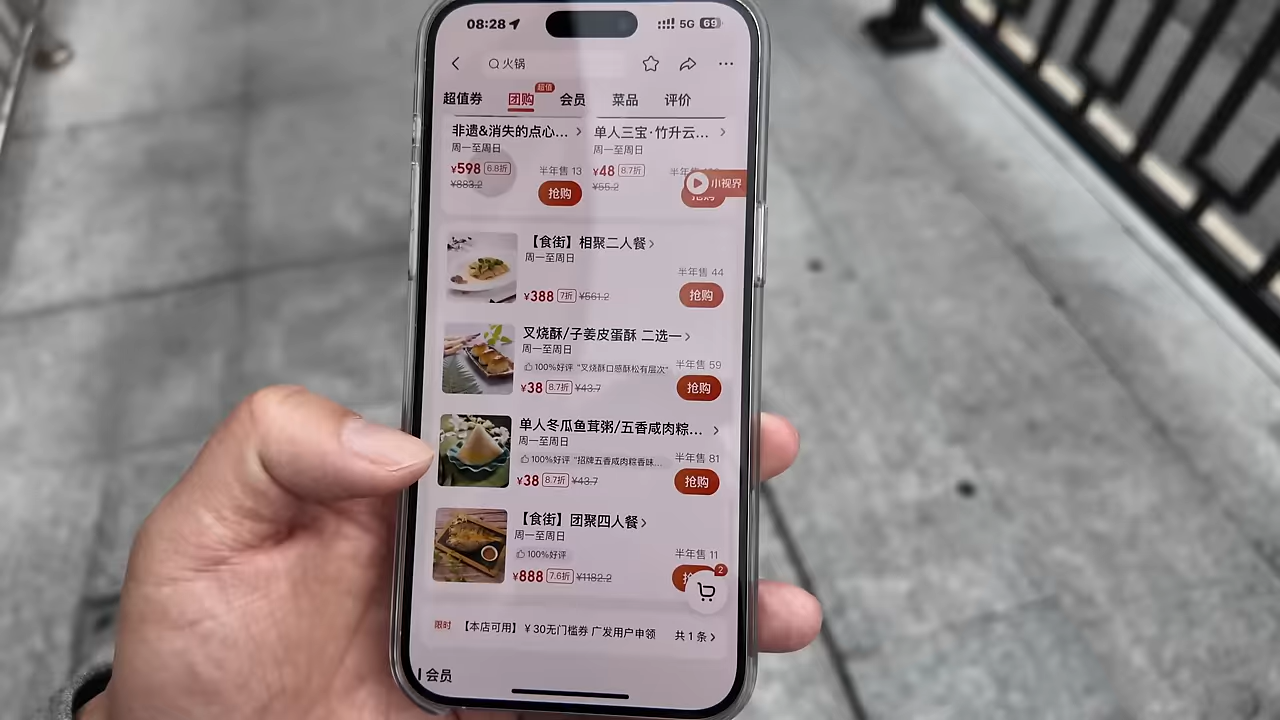 08:28 5G 69
火锅
超值券 团购 超值 会员 菜品 评价
非遗&消失的点心...
周一至周日
¥598 6.8折 半年售 13
¥883.2 抢购
单人三宝·竹升云...
周一至周日
¥48 8.7折 半年售
¥55.2 抢购
小视界
【食街】相聚二人餐
周一至周日
半年售 44
¥388 7折 ¥561.2 抢购
叉烧酥/子姜皮蛋酥 二选一
周一至周日
100%好评 "叉烧酥口感酥松有层次" 半年售 59
¥38 8.7折 ¥43.7 抢购
单人冬瓜鱼茸粥/五香咸肉粽...
周一至周日
100%好评 "招牌五香咸肉粽香味... 半年售 81
¥38 8.7折 ¥43.7 抢购
【食街】团聚四人餐
周一至周日
100%好评 半年售 11
¥888 7.6折 ¥1182.2
2
限时 【本店可用】¥30无门槛券 广发用户申领 共1条
会员